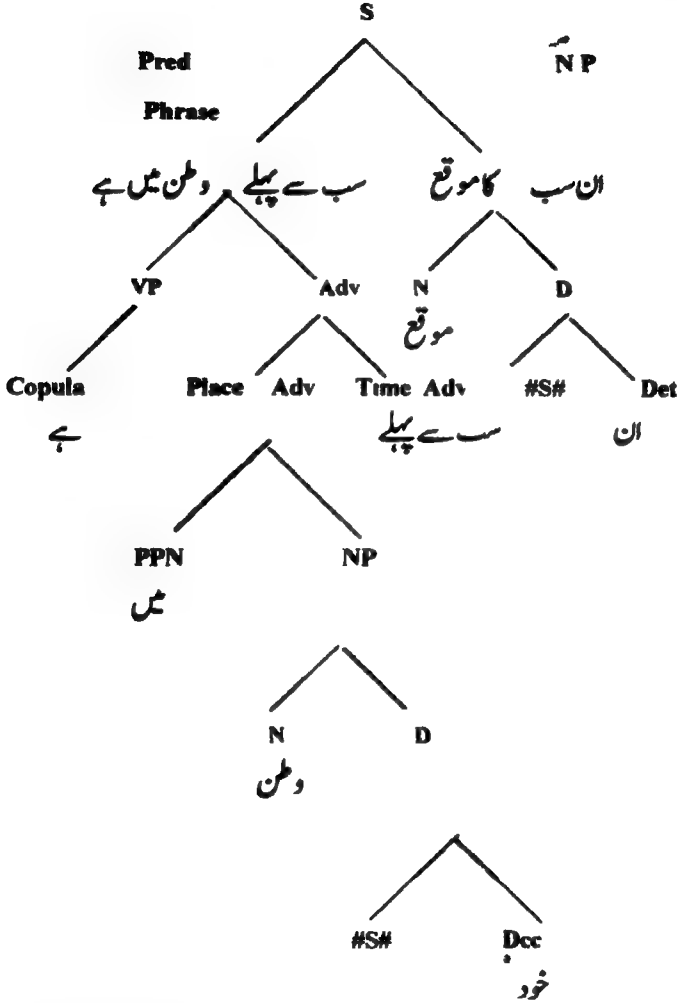 S
Pred N P
Phrase
ان سب کا موقع سب سے پہلے وطن میں ہے
VP Adv N D
موقع
Copula Place Adv Time Adv #S# Det
ان سب سے پہلے ہے
PPN NP
میں
N D
وطن
#S# Dcc
خود